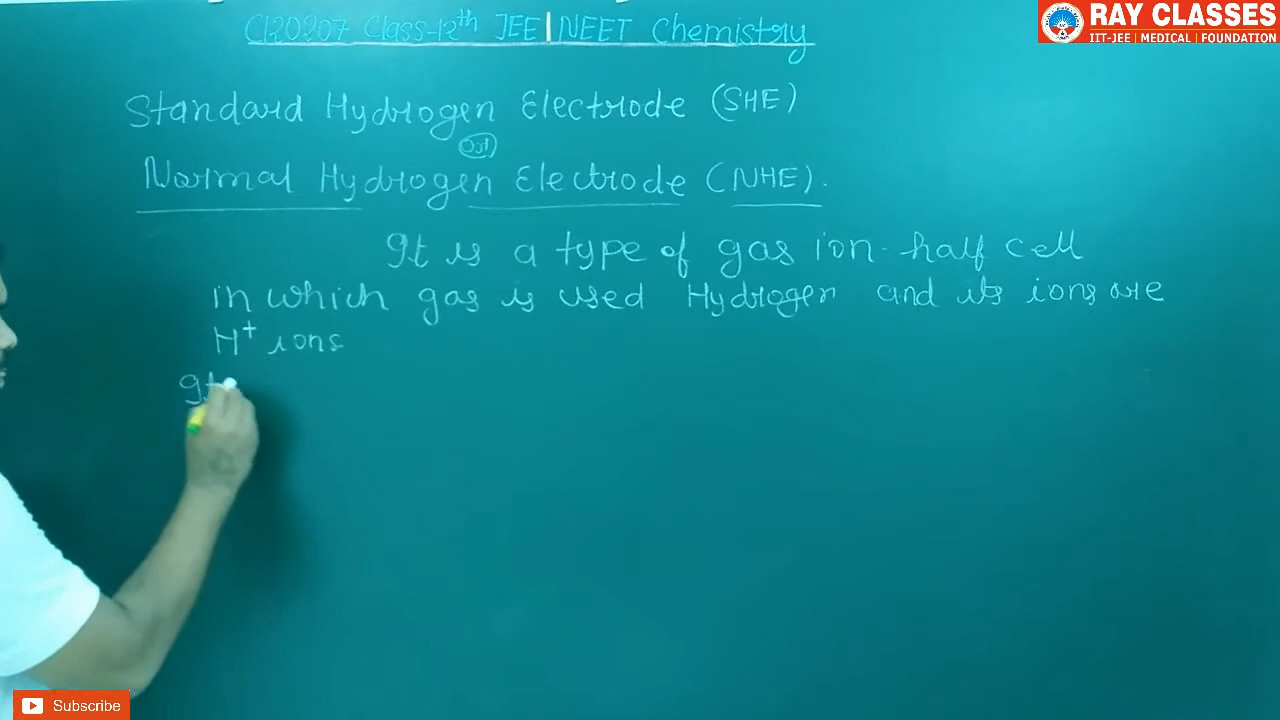 C120207 Class-12th JEE|NEET Chemistry
RAY CLASSES
IIT-JEE | MEDICAL | FOUNDATION
Standard Hydrogen Electrode (SHE)
Or
Normal Hydrogen Electrode (NHE).
It is a type of gas ion-half cell
in which gas is used Hydrogen and its ions are
H+ ions
It
Subscribe